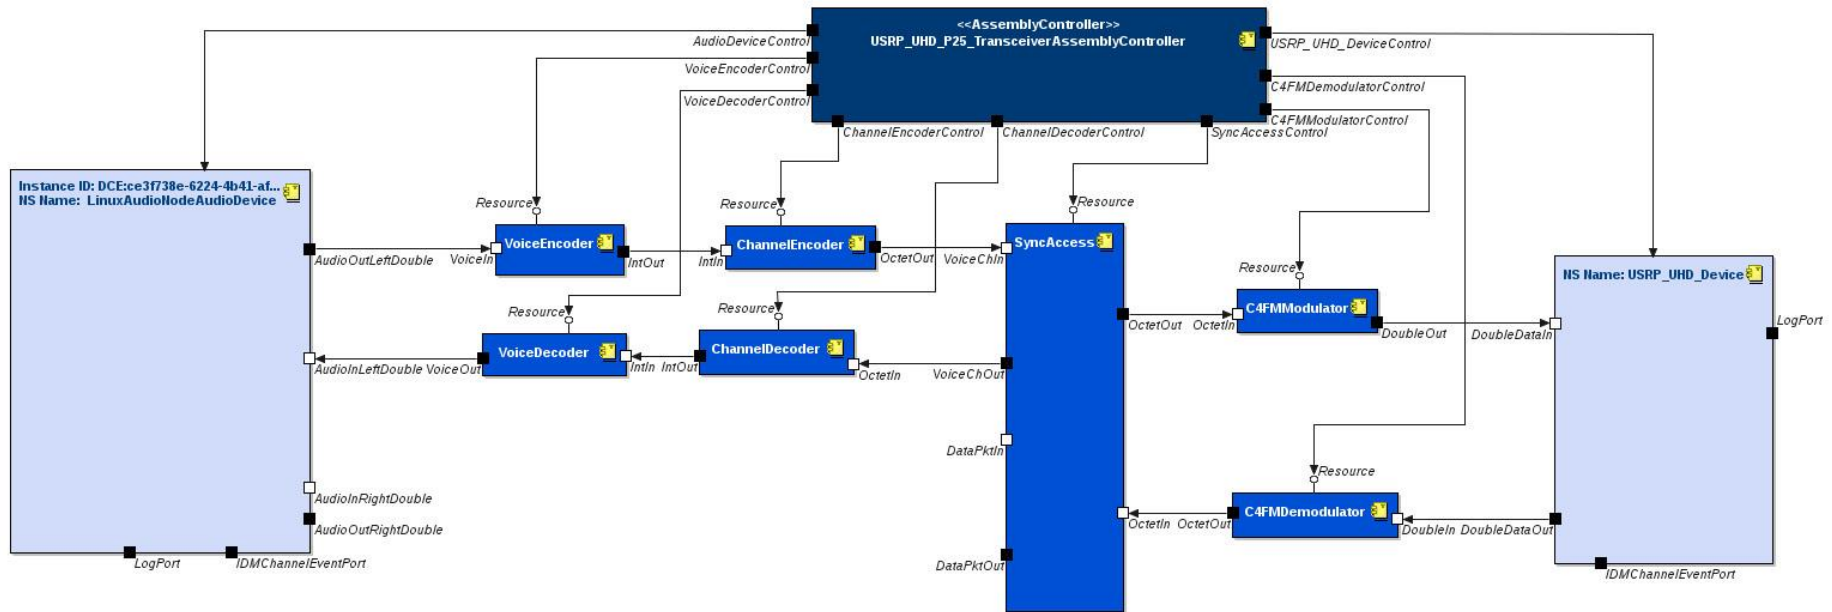 <<AssemblyController>>
USRP_UHD_P25_TransceiverAssemblyController
AudioDeviceControl
VoiceEncoderControl
VoiceDecoderControl
USRP_UHD_DeviceControl
C4FMDemodulatorControl
C4FMModulatorControl
ChannelEncoderControl
ChannelDecoderControl
SyncAccessControl
Instance ID: DCE:ce3f738e-6224-4b41-af...
NS Name: LinuxAudioNodeAudioDevice
AudioOutLeftDouble
AudioInLeftDouble
AudioInRightDouble
AudioOutRightDouble
LogPort
IDMChannelEventPort
Resource
VoiceEncoder
VoiceIn
IntOut
Resource
ChannelEncoder
IntIn
OctetOut
Resource
VoiceDecoder
VoiceOut
IntIn
Resource
ChannelDecoder
IntOut
OctetIn
Resource
SyncAccess
VoiceChIn
VoiceChOut
DataPktIn
DataPktOut
OctetOut
OctetIn
Resource
C4FMModulator
OctetIn
DoubleOut
Resource
C4FMDemodulator
OctetOut
DoubleIn
NS Name: USRP_UHD_Device
DoubleDataIn
DoubleDataOut
LogPort
IDMChannelEventPort